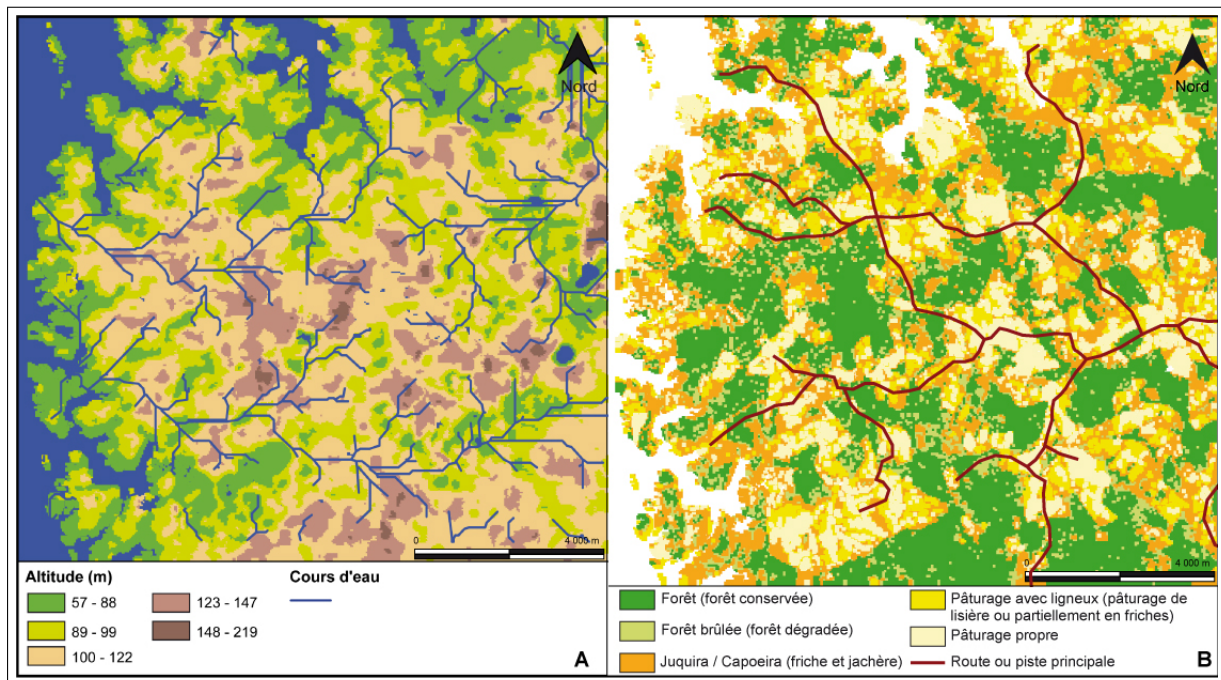 Nord
0 4 000 m
Altitude (m)
Cours d'eau
57 - 88
123 - 147
89 - 99
148 - 219
100 - 122
A
Nord
0 4 000 m
Forêt (forêt conservée)
Pâturage avec ligneux (pâturage de
lisière ou partiellement en friches)
Forêt brûlée (forêt dégradée)
Pâturage propre
Juquira / Capoeira (friche et jachère)
Route ou piste principale
B